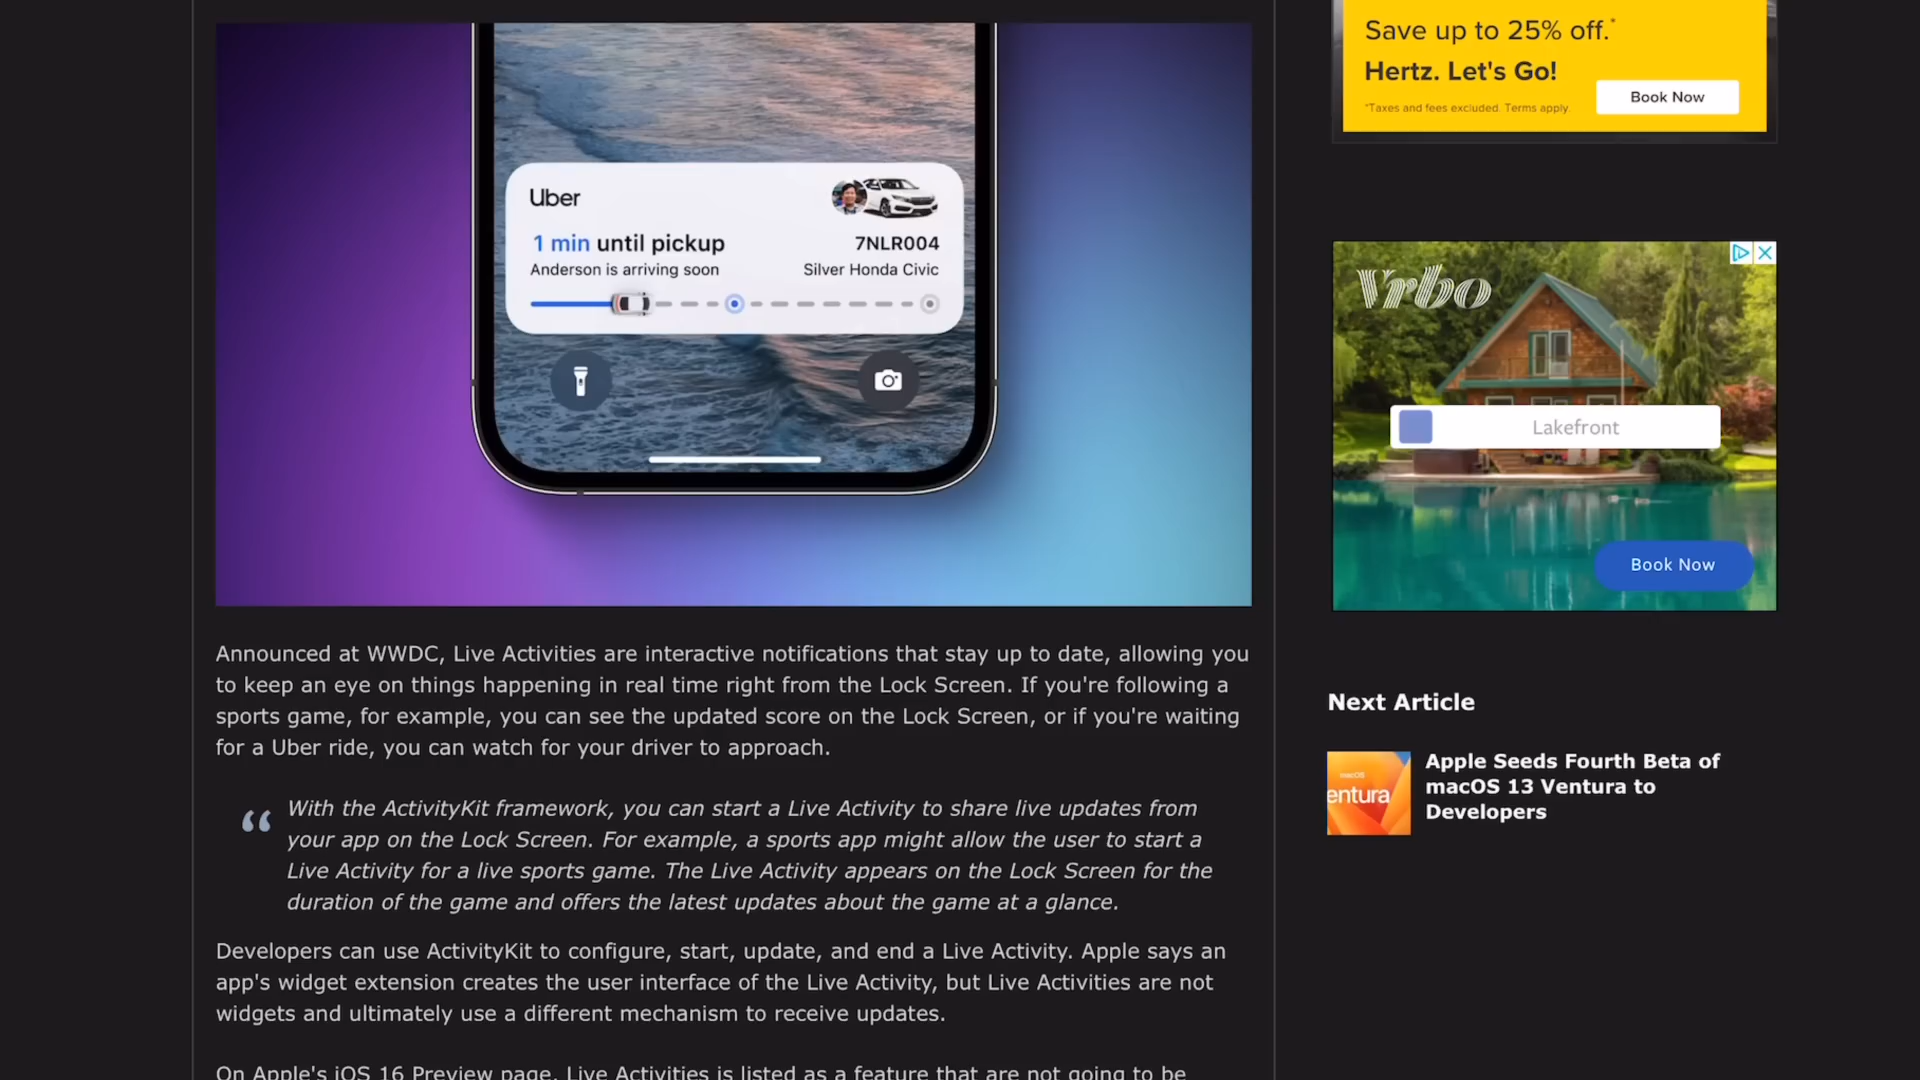 Save up to 25% off.*
Hertz. Let's Go!
*Taxes and fees excluded. Terms apply.
Book Now
Uber
1 min until pickup
7NLR004
Anderson is arriving soon
Silver Honda Civic
Vrbo
Lakefront
Book Now
Announced at WWDC, Live Activities are interactive notifications that stay up to date, allowing you
to keep an eye on things happening in real time right from the Lock Screen. If you're following a
sports game, for example, you can see the updated score on the Lock Screen, or if you're waiting
for a Uber ride, you can watch for your driver to approach.
“ With the ActivityKit framework, you can start a Live Activity to share live updates from
your app on the Lock Screen. For example, a sports app might allow the user to start a
Live Activity for a live sports game. The Live Activity appears on the Lock Screen for the
duration of the game and offers the latest updates about the game at a glance.
Developers can use ActivityKit to configure, start, update, and end a Live Activity. Apple says an
app's widget extension creates the user interface of the Live Activity, but Live Activities are not
widgets and ultimately use a different mechanism to receive updates.
On Apple's iOS 16 Preview page, Live Activities is listed as a feature that are not going to be
Next Article
macOS
entura
Apple Seeds Fourth Beta of
macOS 13 Ventura to
Developers